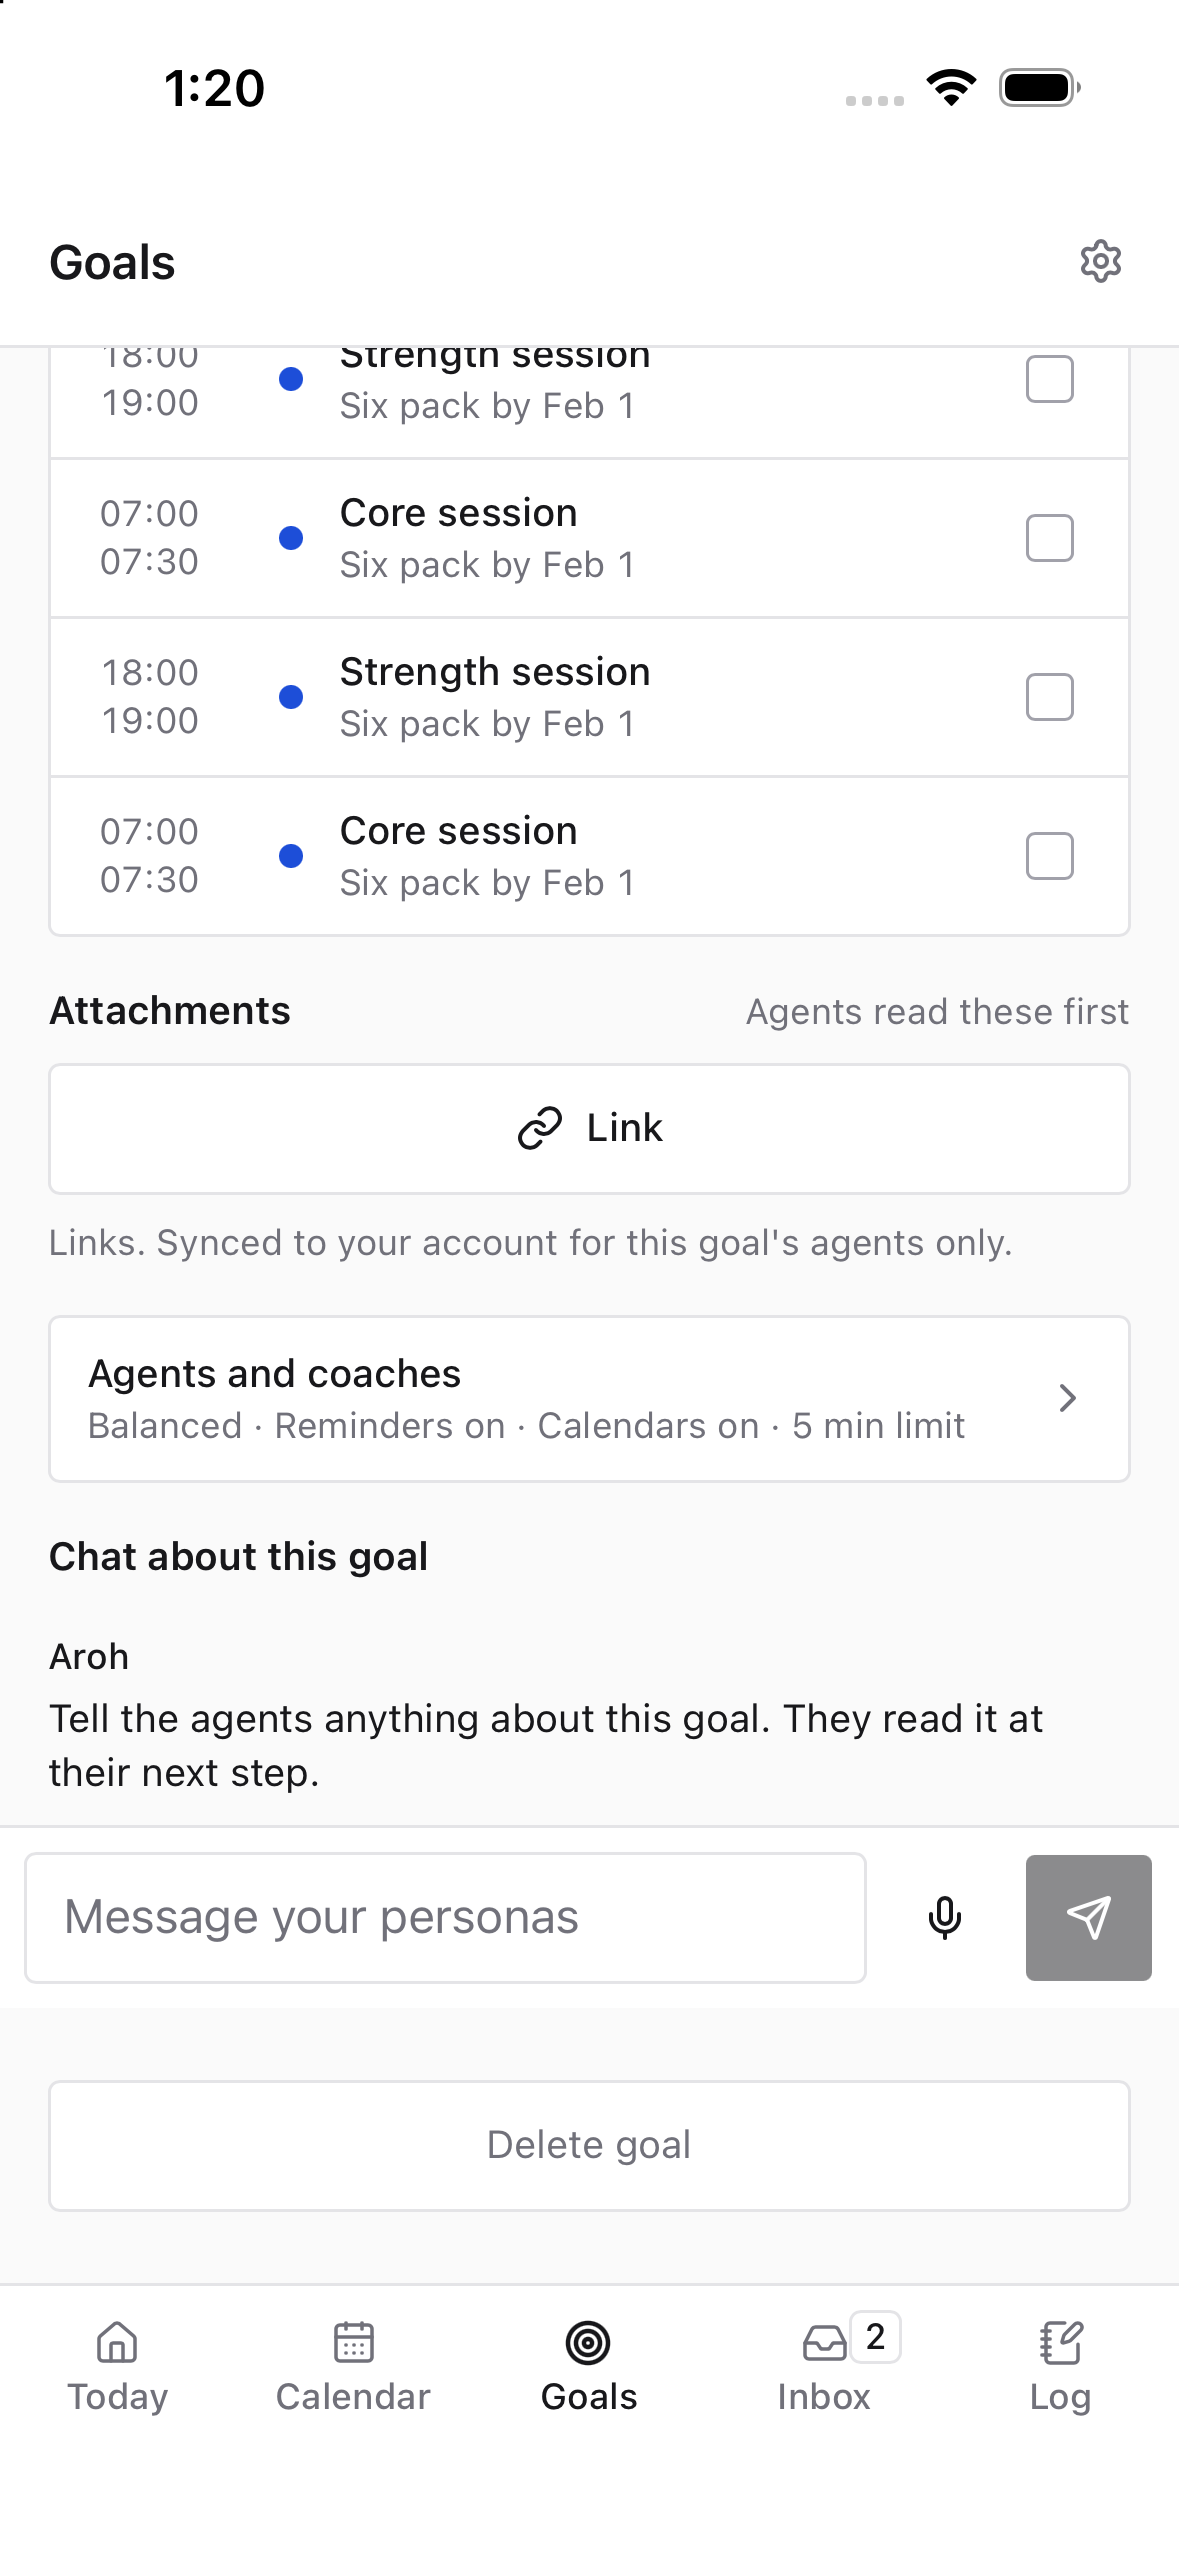 1:20
Goals
18:00
19:00
Strength session
Six pack by Feb 1
07:00
07:30
Core session
Six pack by Feb 1
18:00
19:00
Strength session
Six pack by Feb 1
07:00
07:30
Core session
Six pack by Feb 1
Attachments
Agents read these first
Link
Links. Synced to your account for this goal's agents only.
Agents and coaches
Balanced · Reminders on · Calendars on · 5 min limit
Chat about this goal
Aroh
Tell the agents anything about this goal. They read it at
their next step.
Message your personas
Delete goal
2
Today
Calendar
Goals
Inbox
Log